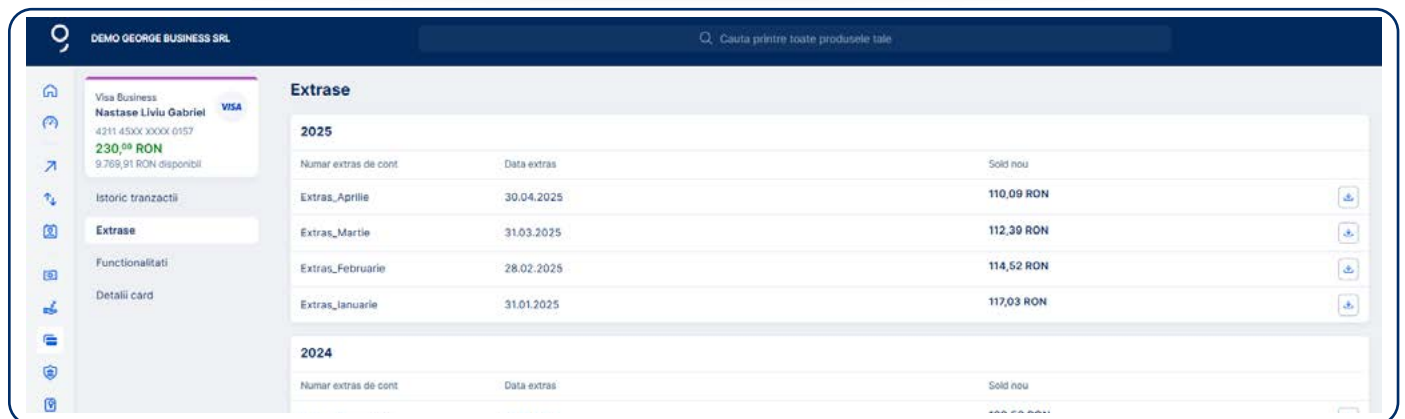 DEMO GEORGE BUSINESS SRL
Cauta printre toate produsele tale
Visa Business
Nastase Liviu Gabriel
VISA
4211 45XX XXXX 0157
230,09 RON
9.769,91 RON disponibil
Istoric tranzactii
Extrase
Functionalitati
Detalii card
Extrase
2025
Numar extras de cont Data extras Sold nou
Extras_Aprilie 30.04.2025 110,09 RON
Extras_Martie 31.03.2025 112,39 RON
Extras_Februarie 28.02.2025 114,52 RON
Extras_Ianuarie 31.01.2025 117,03 RON
2024
Numar extras de cont Data extras Sold nou